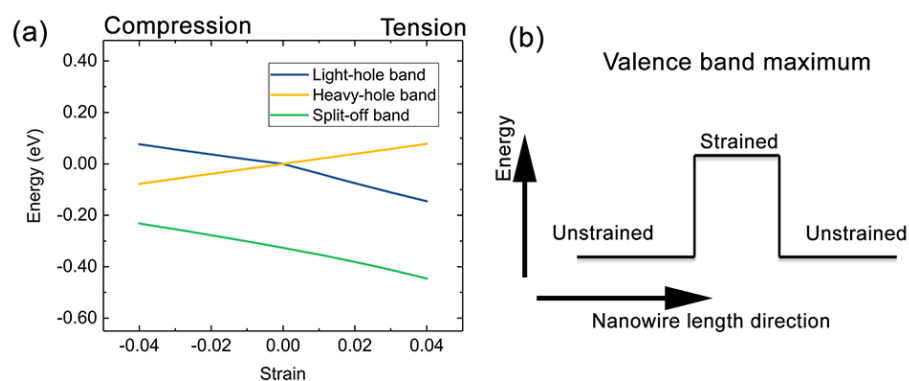 (a)
Compression
Tension
0.40
0.20
0.00
-0.20
-0.40
-0.60
Energy (eV)
Light-hole band
Heavy-hole band
Split-off band
-0.04
-0.02
0.00
0.02
0.04
Strain
(b)
Valence band maximum
Energy
Strained
Unstrained
Unstrained
Nanowire length direction